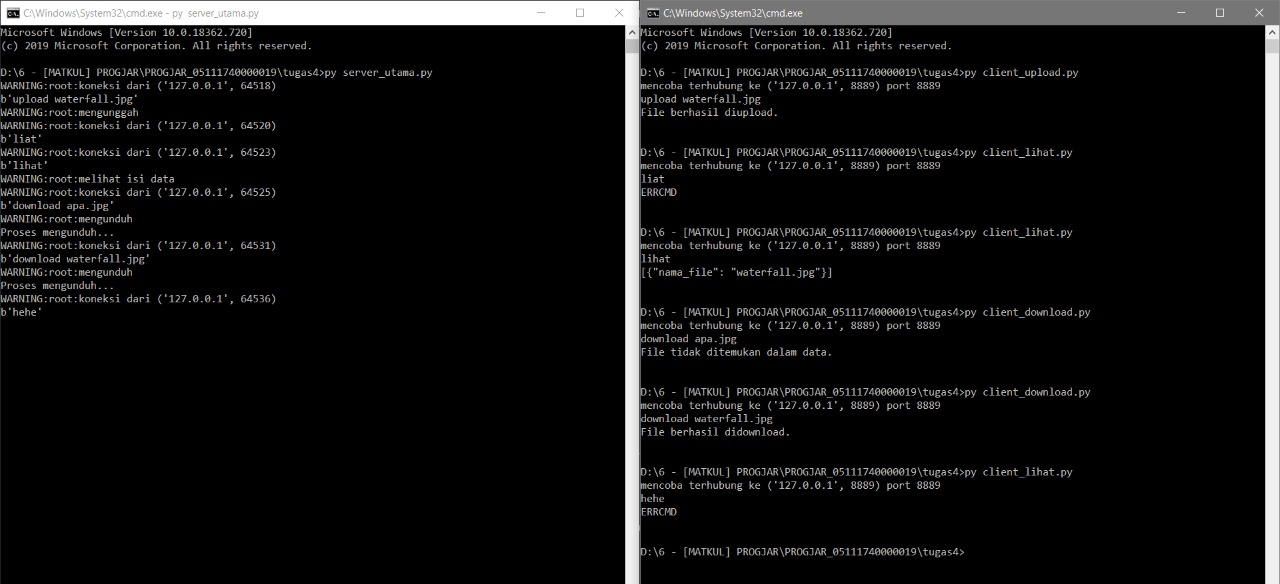 C:\Windows\System32\cmd.exe - py  server_utama.py
Microsoft Windows [Version 10.0.18362.720]
(c) 2019 Microsoft Corporation. All rights reserved.
D:\6 - [MATKUL] PROGJAR\PROGJAR_05111740000019\tugas4>py server_utama.py
WARNING:root:koneksi dari ('127.0.0.1', 64518)
b'upload waterfall.jpg'
WARNING:root:mengunggah
WARNING:root:koneksi dari ('127.0.0.1', 64520)
b'liat'
WARNING:root:koneksi dari ('127.0.0.1', 64523)
b'lihat'
WARNING:root:melihat isi data
WARNING:root:koneksi dari ('127.0.0.1', 64525)
b'download apa.jpg'
WARNING:root:mengunduh
Proses mengunduh...
WARNING:root:koneksi dari ('127.0.0.1', 64531)
b'download waterfall.jpg'
WARNING:root:mengunduh
Proses mengunduh...
WARNING:root:koneksi dari ('127.0.0.1', 64536)
b'hehe'
C:\Windows\System32\cmd.exe
Microsoft Windows [Version 10.0.18362.720]
(c) 2019 Microsoft Corporation. All rights reserved.
D:\6 - [MATKUL] PROGJAR\PROGJAR_05111740000019\tugas4>py client_upload.py
mencoba terhubung ke ('127.0.0.1', 8889) port 8889
upload waterfall.jpg
File berhasil diupload.
D:\6 - [MATKUL] PROGJAR\PROGJAR_05111740000019\tugas4>py client_lihat.py
mencoba terhubung ke ('127.0.0.1', 8889) port 8889
liat
ERRCMD
D:\6 - [MATKUL] PROGJAR\PROGJAR_05111740000019\tugas4>py client_lihat.py
mencoba terhubung ke ('127.0.0.1', 8889) port 8889
lihat
[{"nama_file": "waterfall.jpg"}]
D:\6 - [MATKUL] PROGJAR\PROGJAR_05111740000019\tugas4>py client_download.py
mencoba terhubung ke ('127.0.0.1', 8889) port 8889
download apa.jpg
File tidak ditemukan dalam data.
D:\6 - [MATKUL] PROGJAR\PROGJAR_05111740000019\tugas4>py client_download.py
mencoba terhubung ke ('127.0.0.1', 8889) port 8889
download waterfall.jpg
File berhasil didownload.
D:\6 - [MATKUL] PROGJAR\PROGJAR_05111740000019\tugas4>py client_lihat.py
mencoba terhubung ke ('127.0.0.1', 8889) port 8889
hehe
ERRCMD
D:\6 - [MATKUL] PROGJAR\PROGJAR_05111740000019\tugas4>